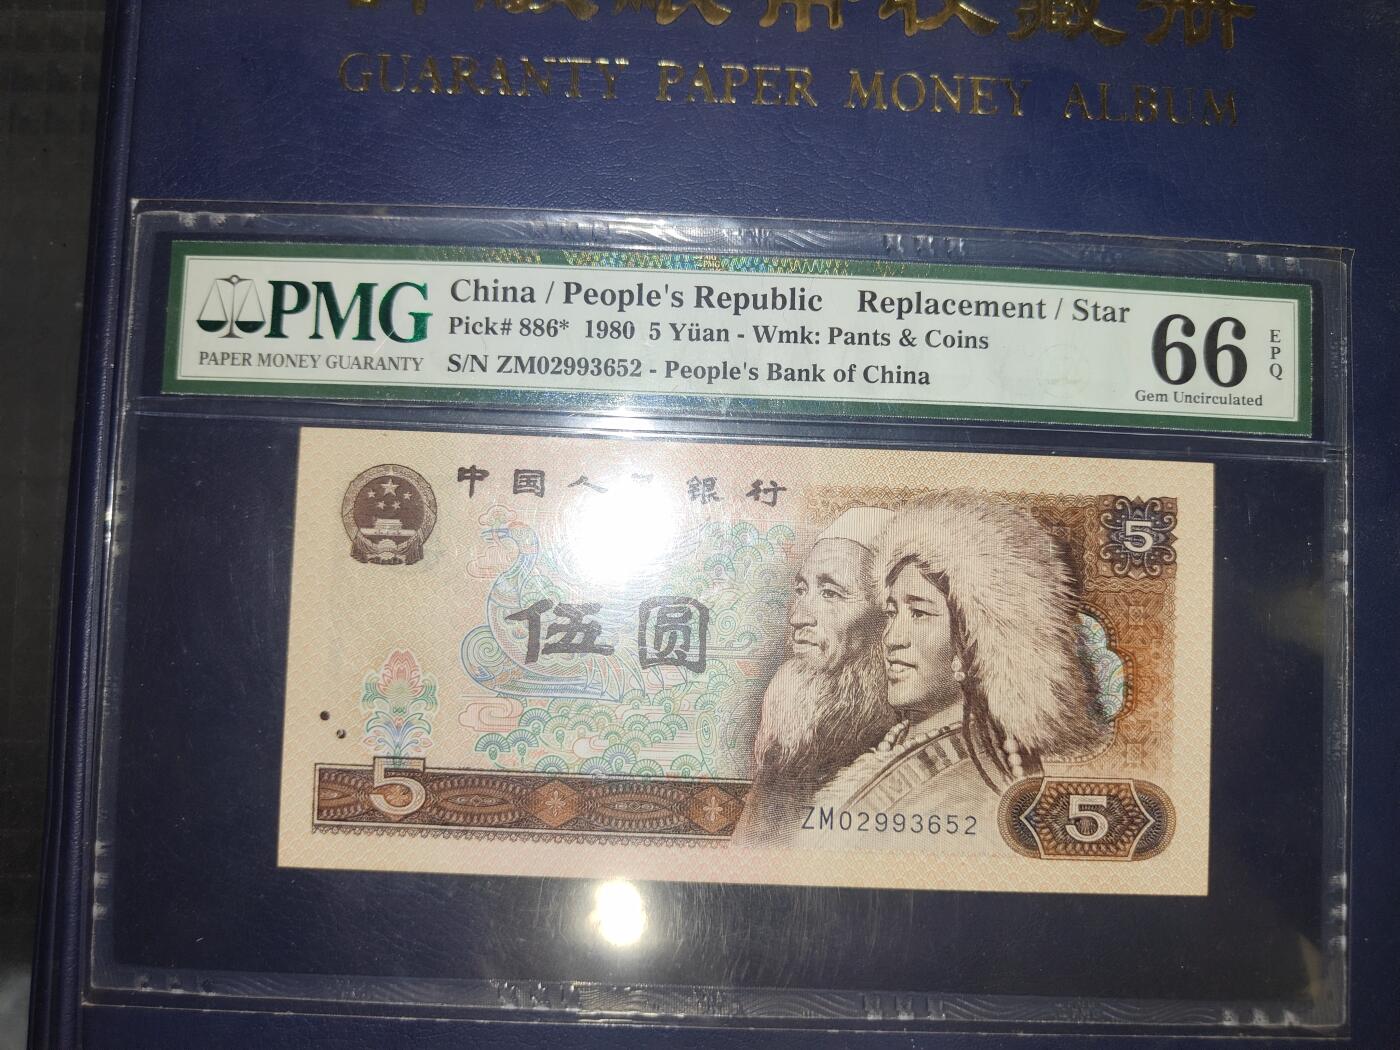 GUARANTY PAPER MONEY ALBUM
PMG
PAPER MONEY GUARANTY
China / People's Republic Replacement / Star
Pick# 886* 1980 5 Yüan - Wmk: Pants & Coins
S/N ZM02993652 - People's Bank of China
66
EPQ
Gem Uncirculated
中国人 银行
5
伍圆
5
ZM02993652
5